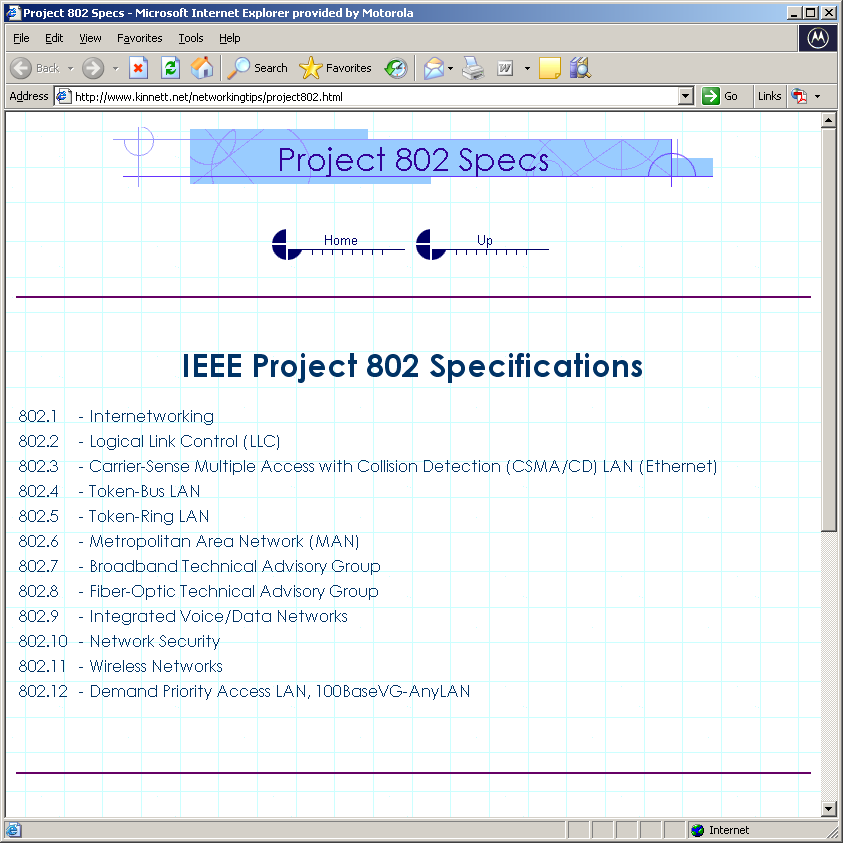 Project 802 Specs - Microsoft Internet Explorer provided by Motorola
File Edit View Favorites Tools Help
Back Search Favorites W
Address http://www.kinnett.net/networkingtips/project802.html Go Links
Project 802 Specs
Home Up
IEEE Project 802 Specifications
802.1 - Internetworking
802.2 - Logical Link Control (LLC)
802.3 - Carrier-Sense Multiple Access with Collision Detection (CSMA/CD) LAN (Ethernet)
802.4 - Token-Bus LAN
802.5 - Token-Ring LAN
802.6 - Metropolitan Area Network (MAN)
802.7 - Broadband Technical Advisory Group
802.8 - Fiber-Optic Technical Advisory Group
802.9 - Integrated Voice/Data Networks
802.10 - Network Security
802.11 - Wireless Networks
802.12 - Demand Priority Access LAN, 100BaseVG-AnyLAN
Internet